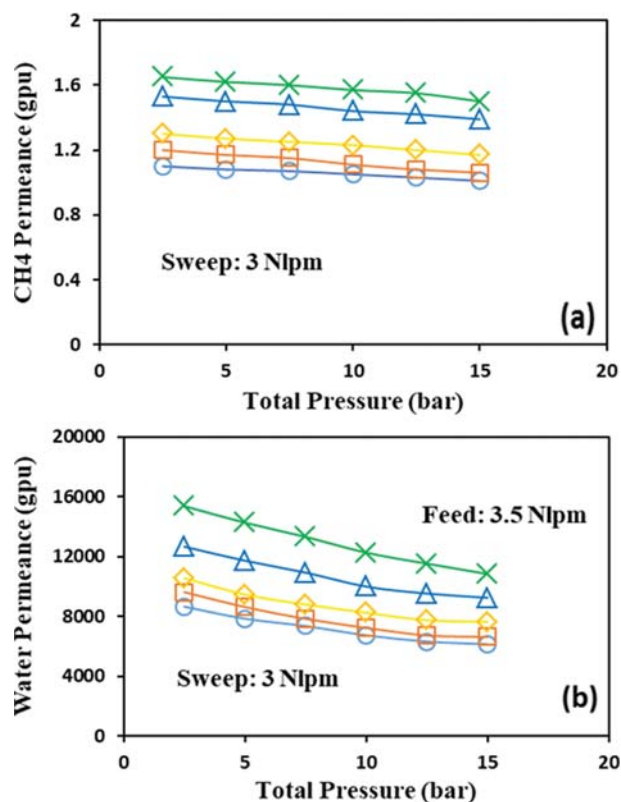 2
1.6
1.2
0.8
0.4
0
CH4 Permeance (gpu)
Sweep: 3 Nlpm
(a)
0 5 10 15 20
Total Pressure (bar)
20000
16000
12000
8000
4000
0
Water Permeance (gpu)
Feed: 3.5 Nlpm
Sweep: 3 Nlpm
(b)
0 5 10 15 20
Total Pressure (bar)